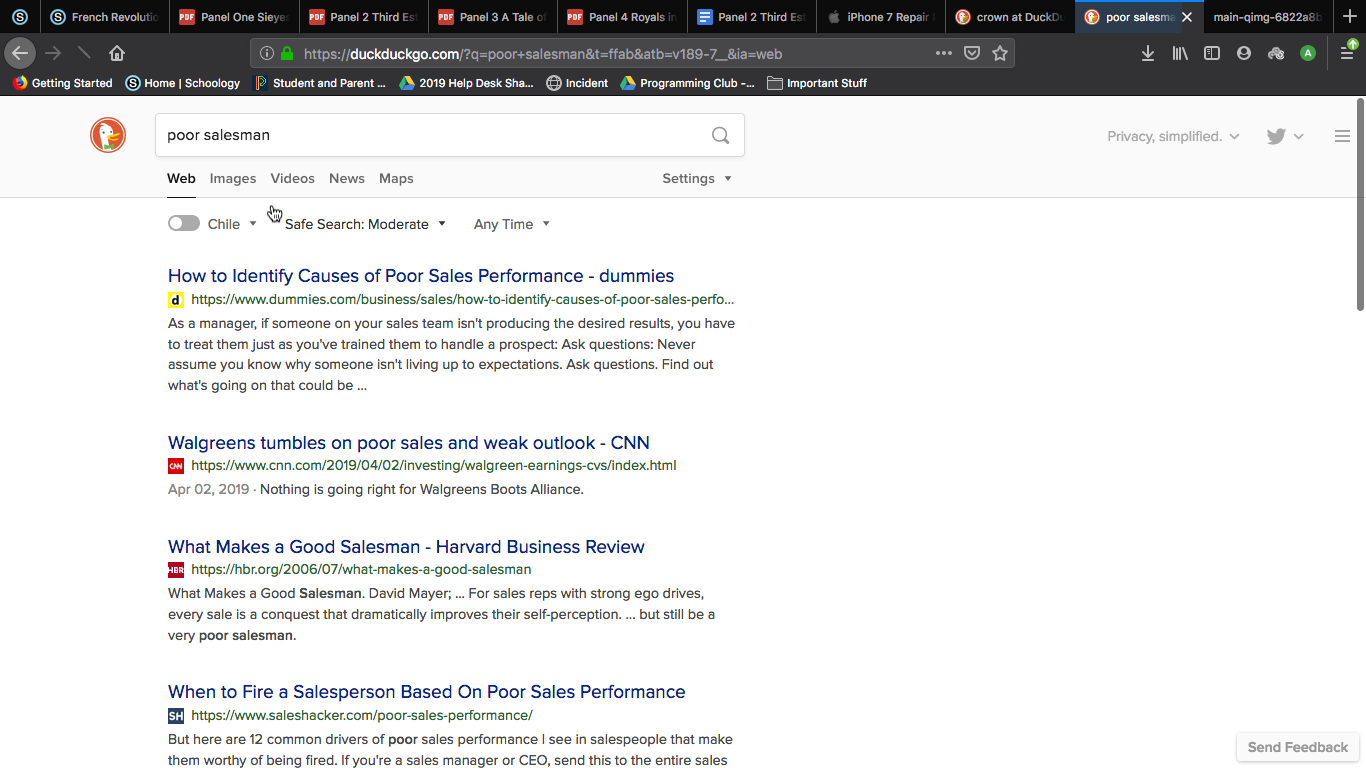 French Revolutio
Panel One Sieyes
Panel 2 Third Est
Panel 3 A Tale of
Panel 4 Royals in
Panel 2 Third Est
iPhone 7 Repair
crown at DuckDu
poor salesma
main-qimg-6822a8b
https://duckduckgo.com/?q=poor+salesman&t=ffab&atb=v189-7__&ia=web
Getting Started
Home | Schoology
Student and Parent ...
2019 Help Desk Sha...
Incident
Programming Club -...
Important Stuff
poor salesman
Privacy, simplified.
Web Images Videos News Maps Settings
Chile Safe Search: Moderate Any Time
How to Identify Causes of Poor Sales Performance - dummies
d https://www.dummies.com/business/sales/how-to-identify-causes-of-poor-sales-perfo...
As a manager, if someone on your sales team isn't producing the desired results, you have
to treat them just as you've trained them to handle a prospect: Ask questions: Never
assume you know why someone isn't living up to expectations. Ask questions. Find out
what's going on that could be ...
Walgreens tumbles on poor sales and weak outlook - CNN
CNN https://www.cnn.com/2019/04/02/investing/walgreen-earnings-cvs/index.html
Apr 02, 2019 · Nothing is going right for Walgreens Boots Alliance.
What Makes a Good Salesman - Harvard Business Review
HBR https://hbr.org/2006/07/what-makes-a-good-salesman
What Makes a Good Salesman. David Mayer; ... For sales reps with strong ego drives,
every sale is a conquest that dramatically improves their self-perception. ... but still be a
very poor salesman.
When to Fire a Salesperson Based On Poor Sales Performance
SH https://www.saleshacker.com/poor-sales-performance/
But here are 12 common drivers of poor sales performance I see in salespeople that make
them worthy of being fired. If you're a sales manager or CEO, send this to the entire sales
Send Feedback